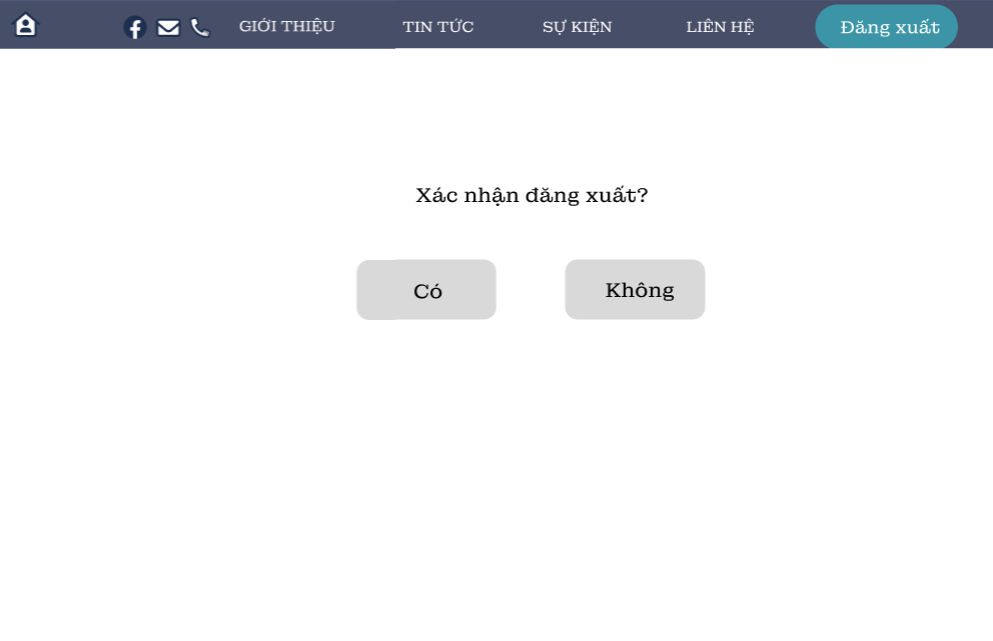 GIỚI THIỆU TIN TỨC SỰ KIỆN LIÊN HỆ Đăng xuất
Xác nhận đăng xuất?
Có Không